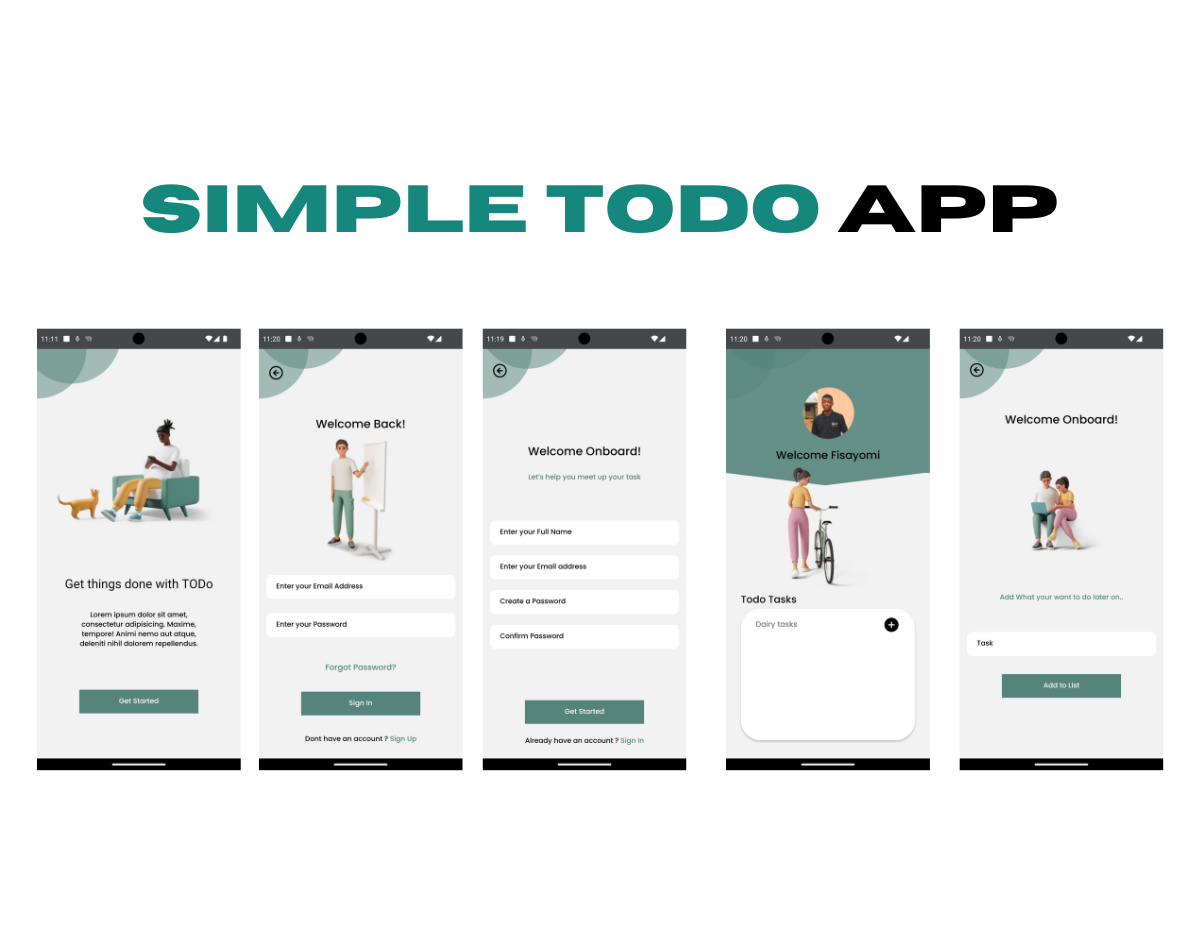 SIMPLE TODO APP
11:11
Get things done with TODo
Lorem ipsum dolor sit amet,
consectetur adipisicing. Maxime,
tempore! Animi nemo aut atque,
deleniti nihil dolorem repellendus.
Get Started
11:20
Welcome Back!
Enter your Email Address
Enter your Password
Forgot Password?
Sign In
Dont have an account ? Sign Up
11:19
Welcome Onboard!
Let's help you meet up your task
Enter your Full Name
Enter your Email address
Create a Password
Confirm Password
Get Started
Already have an account ? Sign In
11:20
Welcome Fisayomi
Todo Tasks
Dairy tasks
11:20
Welcome Onboard!
Add What your want to do later on..
Task
Add to List